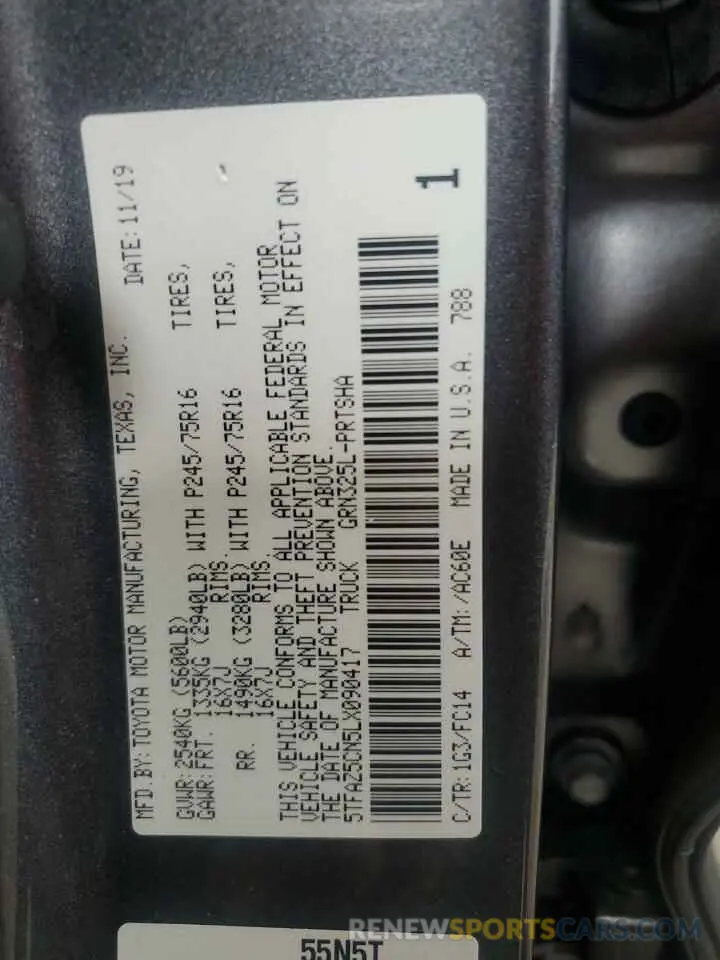 MFD.BY:TOYOTA MOTOR MANUFACTURING, TEXAS, INC. DATE:11/19
GVWR:2540KG(5600LB)
GAWR:FRT. 1335KG(2940LB) WITH P245/75R16 TIRES,
16X7J RIMS.
RR. 1490KG(3280LB) WITH P245/75R16 TIRES,
16X7J RIMS.
THIS VEHICLE CONFORMS TO ALL APPLICABLE FEDERAL MOTOR
VEHICLE SAFETY AND THEFT PREVENTION STANDARDS IN EFFECT ON
THE DATE OF MANUFACTURE SHOWN ABOVE.
5TFAZ5CN5LX090417 TRUCK GRN325L-PRTSHA
1
C/TR:1G3/FC14 A/TM:/AC60E MADE IN U.S.A. 788
55N5T
RENEWSPORTSCARS.COM